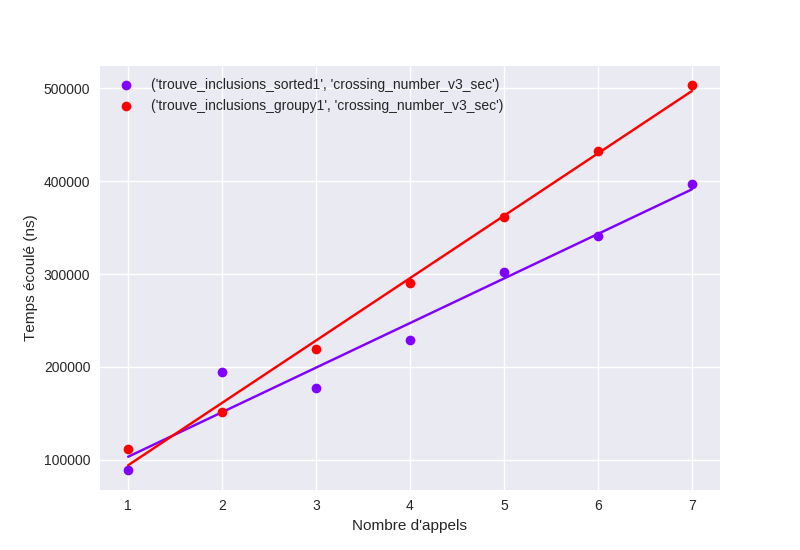 ('trouve_inclusions_sorted1', 'crossing_number_v3_sec')
('trouve_inclusions_groupy1', 'crossing_number_v3_sec')
500000
400000
300000
200000
100000
Temps écoulé (ns)
1 2 3 4 5 6 7
Nombre d'appels